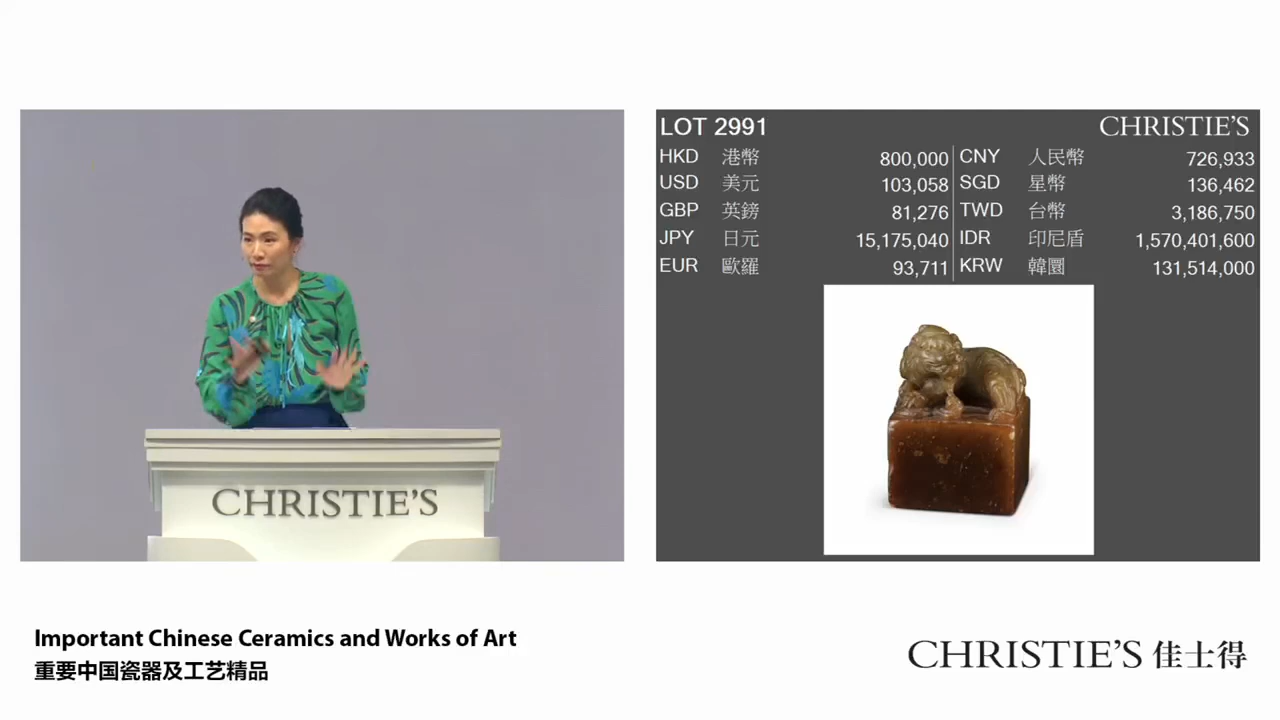 CHRISTIE'S
LOT 2991 CHRISTIE'S
HKD 港幣 800,000 CNY 人民幣 726,933
USD 美元 103,058 SGD 星幣 136,462
GBP 英鎊 81,276 TWD 台幣 3,186,750
JPY 日元 15,175,040 IDR 印尼盾 1,570,401,600
EUR 歐羅 93,711 KRW 韓圜 131,514,000
Important Chinese Ceramics and Works of Art
重要中国瓷器及工艺精品
CHRISTIE'S 佳士得